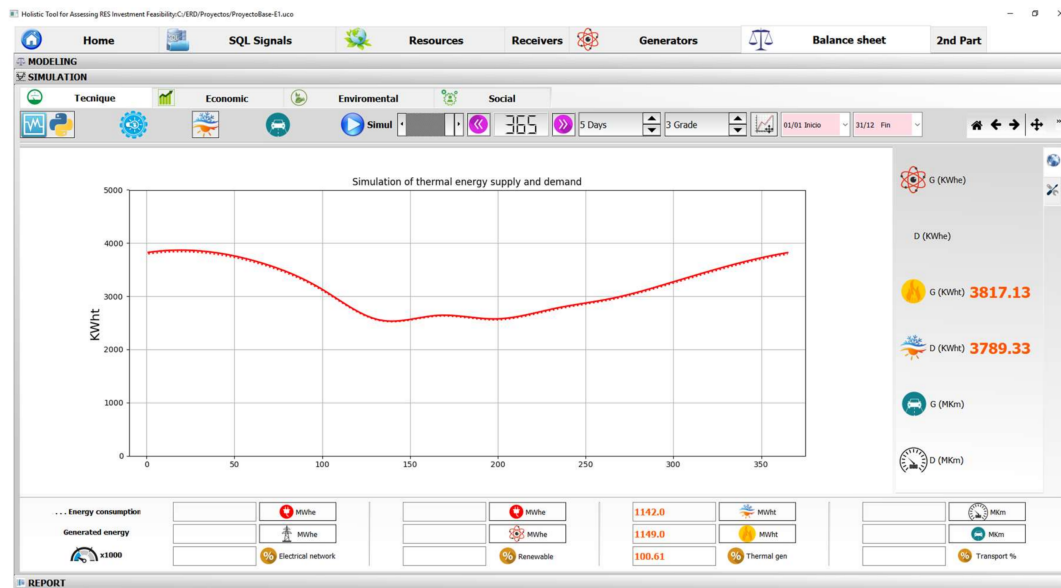 Holistic Tool for Assessing RES Investment Feasibility:C:/ERD/Proyectos/ProyectoBase-E1.uco
Home SQL Signals Resources Receivers Generators Balance sheet 2nd Part
MODELING
SIMULATION
Tecnique Economic Enviromental Social
Simul 365 5 Days 3 Grade 01/01 Inicio 31/12 Fin
Simulation of thermal energy supply and demand
5000
4000
3000
2000
1000
0
KWht
0 50 100 150 200 250 300 350
G (KWhe)
D (KWhe)
G (KWht) 3817.13
D (KWht) 3789.33
G (MKm)
D (MKm)
... Energy consumption MWhe MWhe 1142.0 MWht MKm
Generated energy MWhe MWhe 1149.0 MWht MKm
x1000 % Electrical network % Renewable 100.61 % Thermal gen % Transport %
REPORT